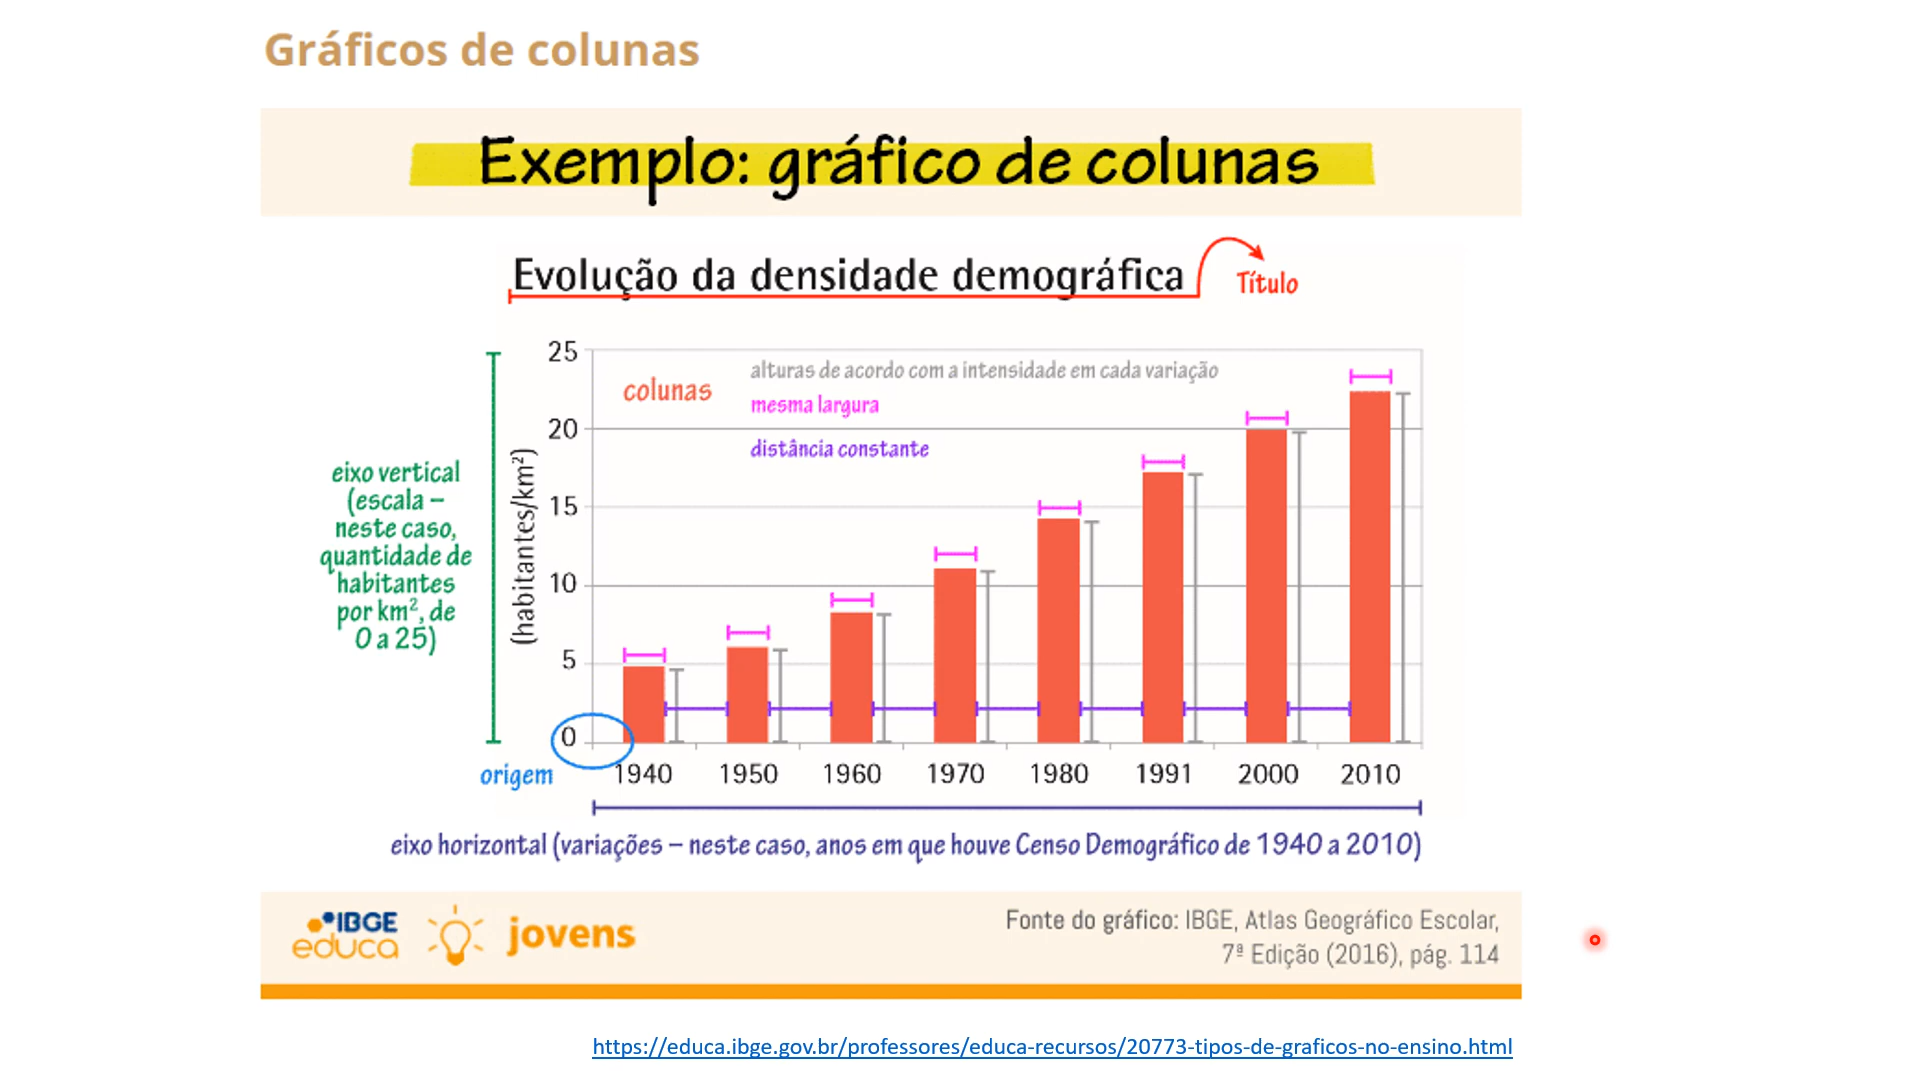 Gráficos de colunas
Exemplo: gráfico de colunas
Evolução da densidade demográfica
Título
25
20
15
10
5
0
(habitantes/km²)
colunas
alturas de acordo com a intensidade em cada variação
mesma largura
distância constante
eixo vertical
(escala –
neste caso,
quantidade de
habitantes
por km², de
0 a 25)
origem
1940 1950 1960 1970 1980 1991 2000 2010
eixo horizontal (variações – neste caso, anos em que houve Censo Demográfico de 1940 a 2010)
IBGE
educa
jovens
Fonte do gráfico: IBGE, Atlas Geográfico Escolar,
7ª Edição (2016), pág. 114
https://educa.ibge.gov.br/professores/educa-recursos/20773-tipos-de-graficos-no-ensino.html